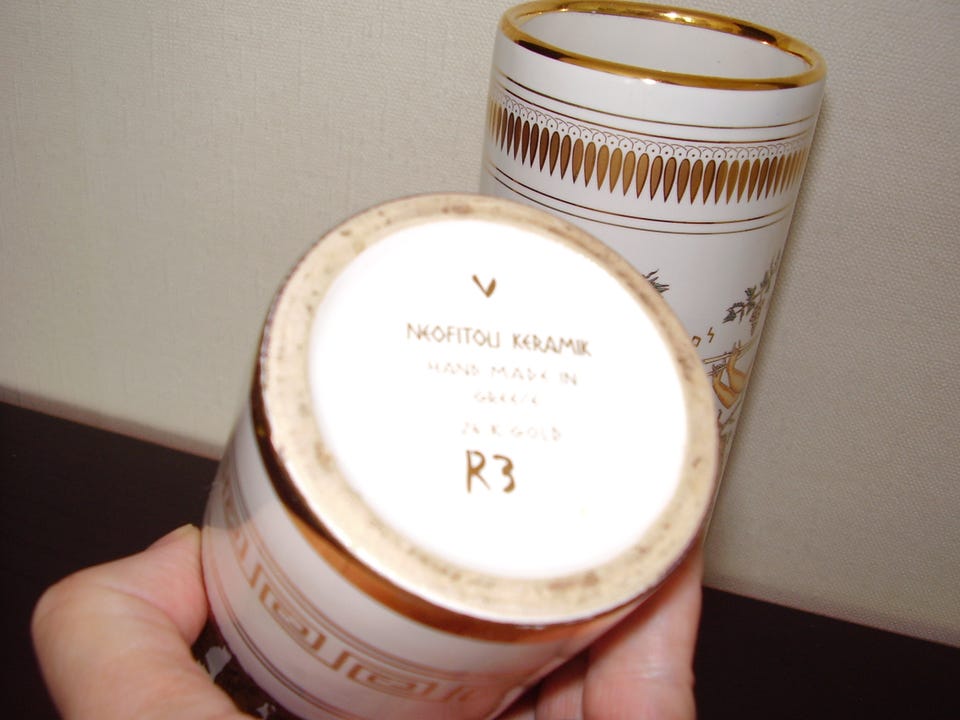 V
NEOFITOU KERAMIK
HAND MADE IN
GREECE
24 K GOLD
R3